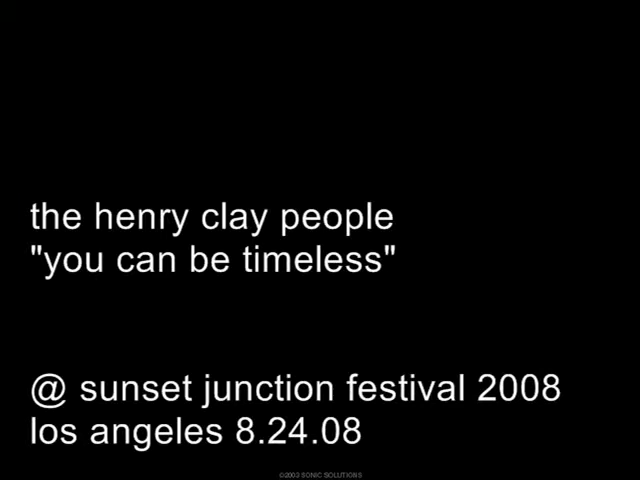 the henry clay people
"you can be timeless"
@ sunset junction festival 2008
los angeles 8.24.08
©2003 SONIC SOLUTIONS